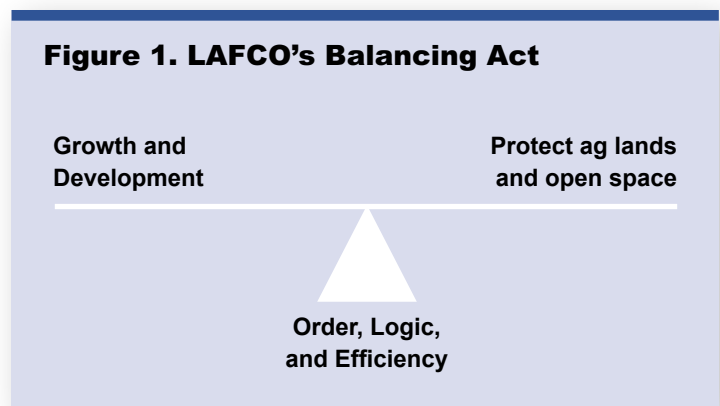 Figure 1. LAFCO’s Balancing Act
Growth and
Development
Protect ag lands
and open space
Order, Logic,
and Efficiency